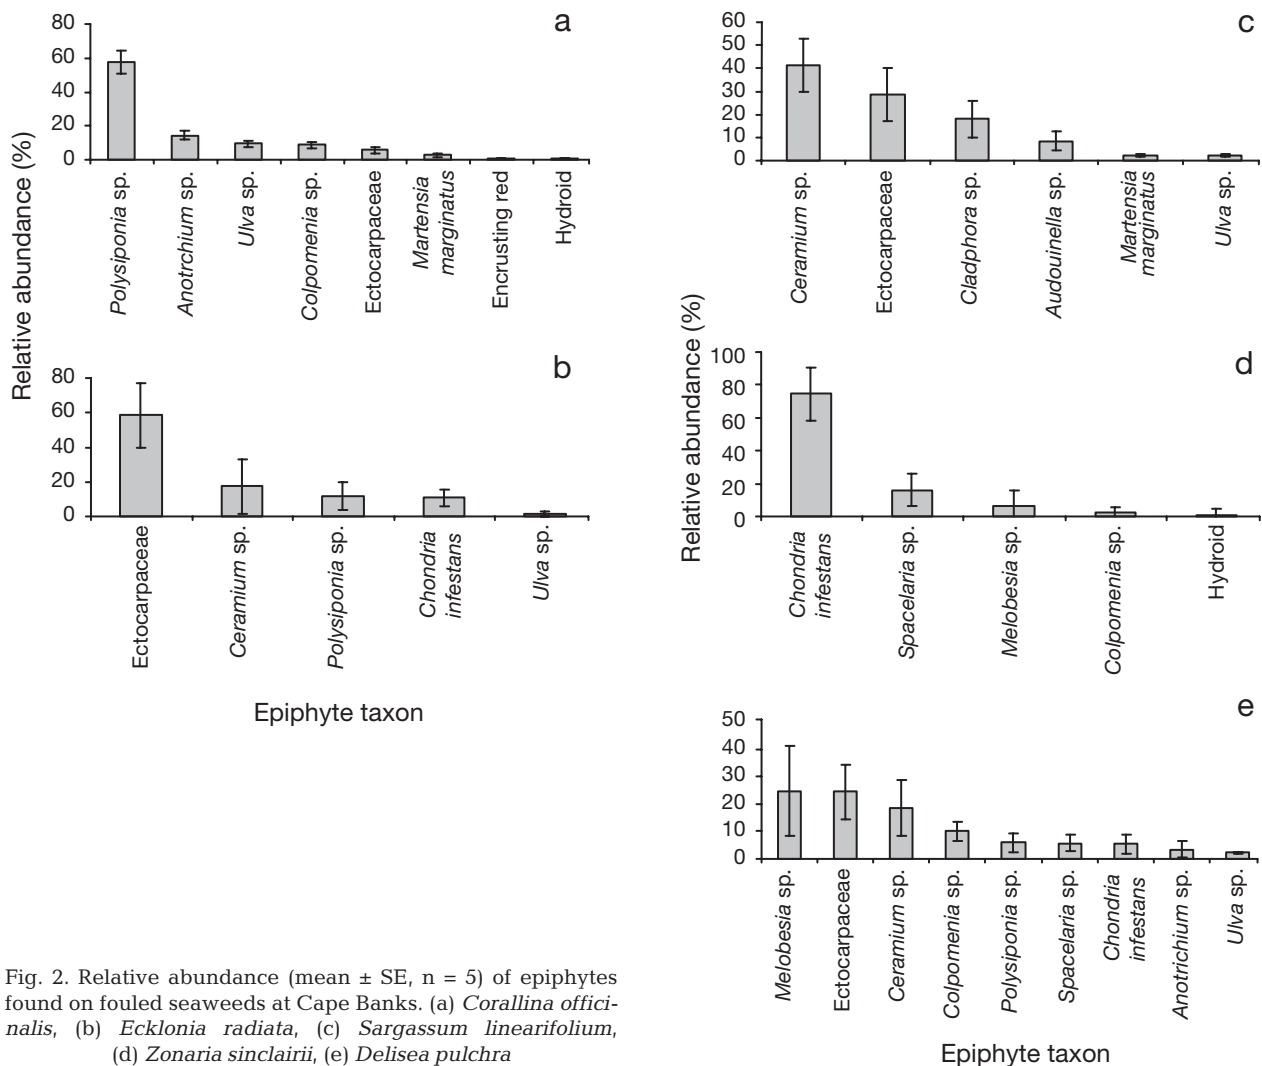 a
Relative abundance (%)
80
60
40
20
0
Polysiponia sp.
Anotrchium sp.
Ulva sp.
Colpomenia sp.
Ectocarpaceae
Martensia
marginatus
Encrusting red
Hydroid
b
80
60
40
20
0
Ectocarpaceae
Ceramium sp.
Polysiponia sp.
Chondria
infestans
Ulva sp.
Epiphyte taxon
c
60
50
40
30
20
10
0
Ceramium sp.
Ectocarpaceae
Cladphora sp.
Audouinella sp.
Martensia
marginatus
Ulva sp.
Relative abundance (%)
d
100
80
60
40
20
0
Chondria
infestans
Spacelaria sp.
Melobesia sp.
Colpomenia sp.
Hydroid
e
50
40
30
20
10
0
Melobesia sp.
Ectocarpaceae
Ceramium sp.
Colpomenia sp.
Polysiponia sp.
Spacelaria sp.
Chondria
infestans
Anotrichium sp.
Ulva sp.
Epiphyte taxon
Fig. 2. Relative abundance (mean ± SE, n = 5) of epiphytes
found on fouled seaweeds at Cape Banks. (a) Corallina offici-
nalis, (b) Ecklonia radiata, (c) Sargassum linearifolium,
(d) Zonaria sinclairii, (e) Delisea pulchra